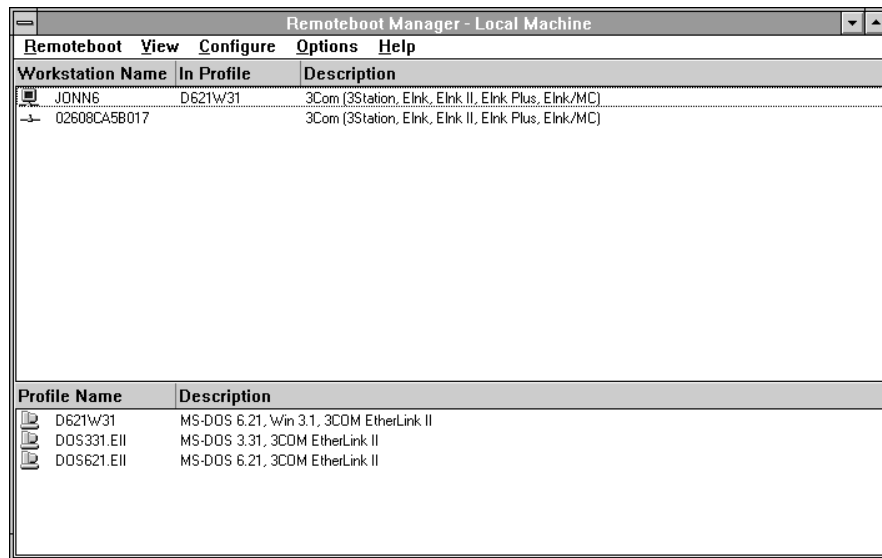 Remoteboot Manager - Local Machine
Remoteboot View Configure Options Help
Workstation Name In Profile Description
JONN6 D621W31 3Com (3Station, Elnk, Elnk II, Elnk Plus, Elnk/MC)
02608CA5B017 3Com (3Station, Elnk, Elnk II, Elnk Plus, Elnk/MC)
Profile Name Description
D621W31 MS-DOS 6.21, Win 3.1, 3COM EtherLink II
DOS331.EII MS-DOS 3.31, 3COM EtherLink II
DOS621.EII MS-DOS 6.21, 3COM EtherLink II